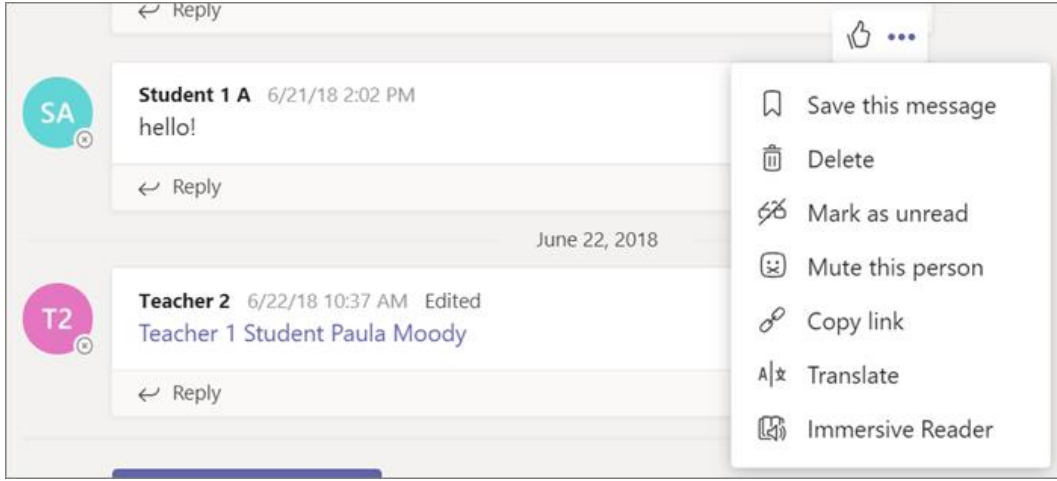 Reply
SA
Student 1 A 6/21/18 2:02 PM
hello!
Reply
June 22, 2018
T2
Teacher 2 6/22/18 10:37 AM Edited
Teacher 1 Student Paula Moody
Reply
Save this message
Delete
Mark as unread
Mute this person
Copy link
Translate
Immersive Reader